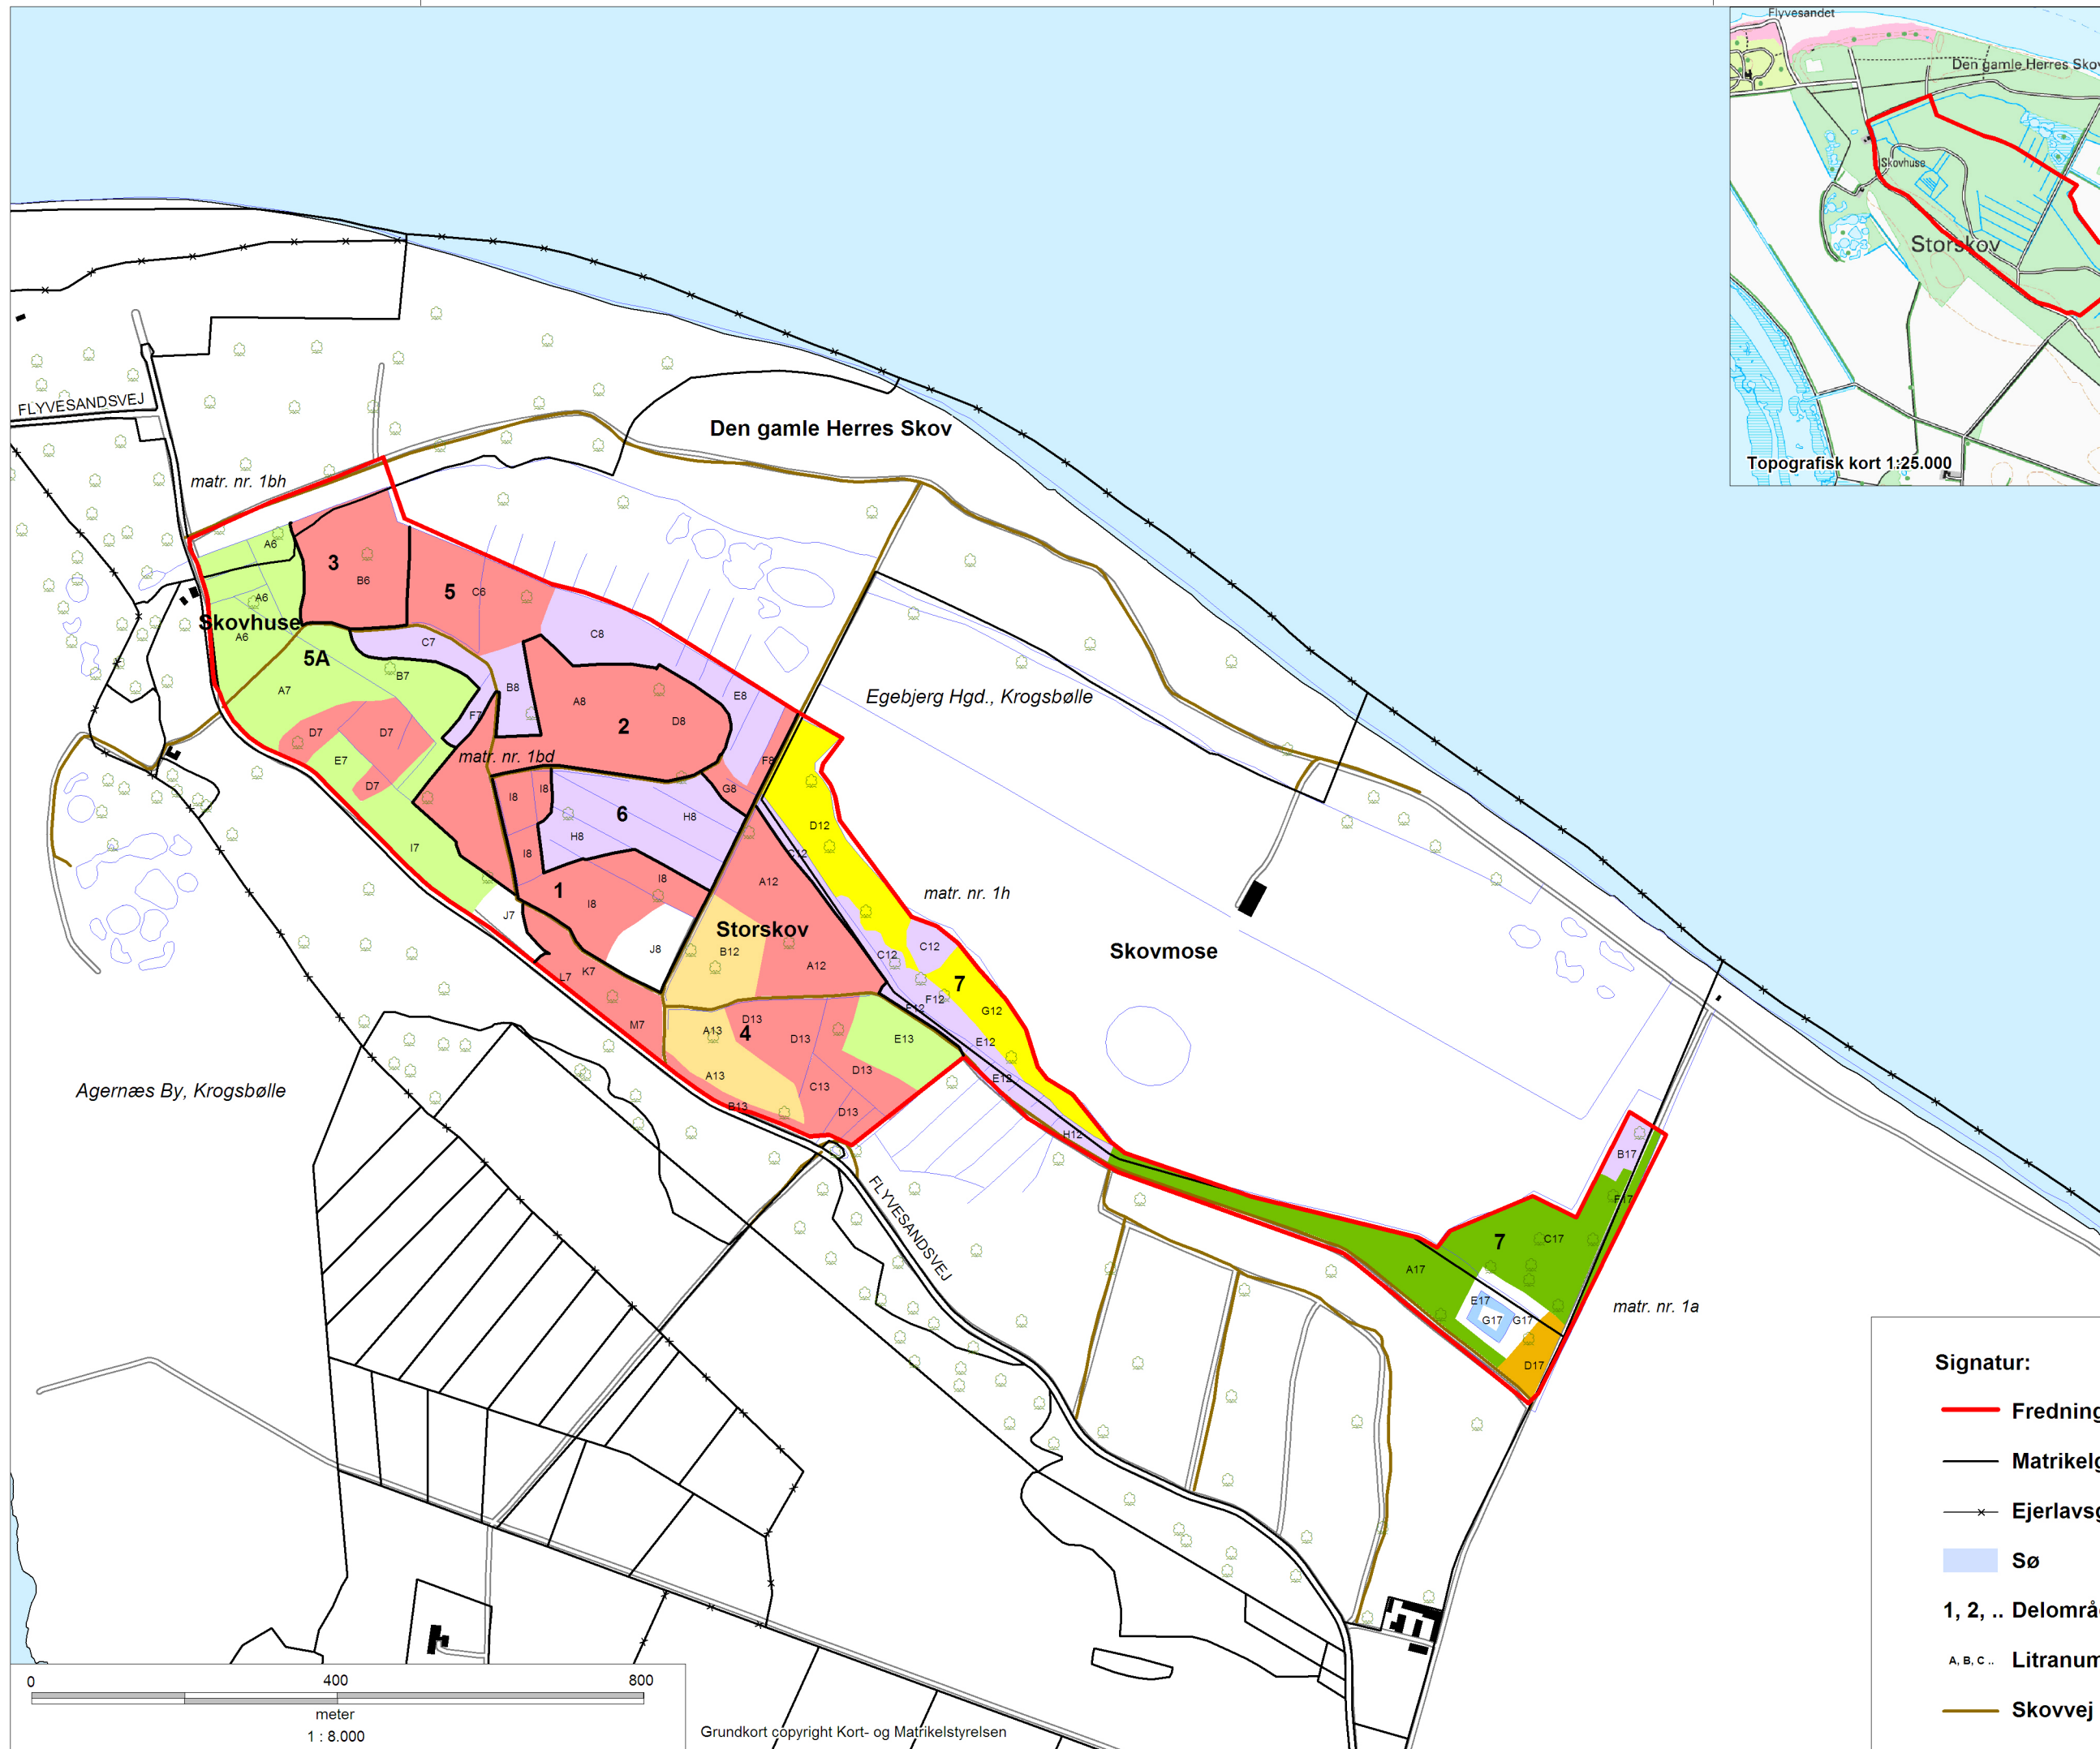 Flyvesandet
Den gamle Herres Skov
Skovhuse
Storskov
Topografisk kort 1:25.000
FLYVESANDSVEJ
Den gamle Herres Skov
matr. nr. 1bh
A6
3
B6
5
C6
A6
Skovhuse
A6
C7
C8
5A
B7
A7
B8
E8
A8
F7
2
D8
Egebjerg Hgd., Krogsbølle
D7
D7
E7
matr. nr. 1bd
F8
D7
I8
I8
G8
6
H8
H8
D12
I7
I8
C12
I8
A12
1
I8
matr. nr. 1h
J7
Storskov
J8
B12
A12
C12
C12
Skovmose
L7
K7
7
F12
E12
G12
M7
A13
D13
4
D13
E13
E12
A13
D13
C13
E12
B13
D13
H12
Agernæs By, Krogsbølle
FLYVESANDSVEJ
B17
F17
7
C17
A17
E17
G17
G17
D17
matr. nr. 1a
Signatur:
Fredning
Matrikelg
Ejerlavsg
Sø
1, 2, .. Delområ
A, B, C .. Litranum
Skovvej
0 400 800
meter
1 : 8.000
Grundkort copyright Kort- og Matrikelstyrelsen